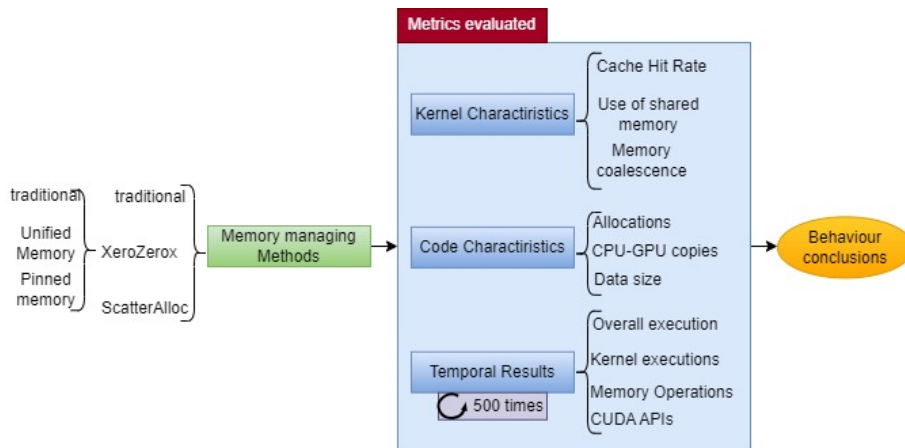 Metrics evaluated
Cache Hit Rate
Kernel Charactiristics
Use of shared
memory
Memory
coalescence
traditional
traditional
Unified
Memory
XeroZerox
Pinned
memory
ScatterAlloc
Memory managing
Methods
Allocations
Code Charactiristics
CPU-GPU copies
Data size
Behaviour
conclusions
Overall execution
Kernel executions
Temporal Results
Memory Operations
500 times
CUDA APIs